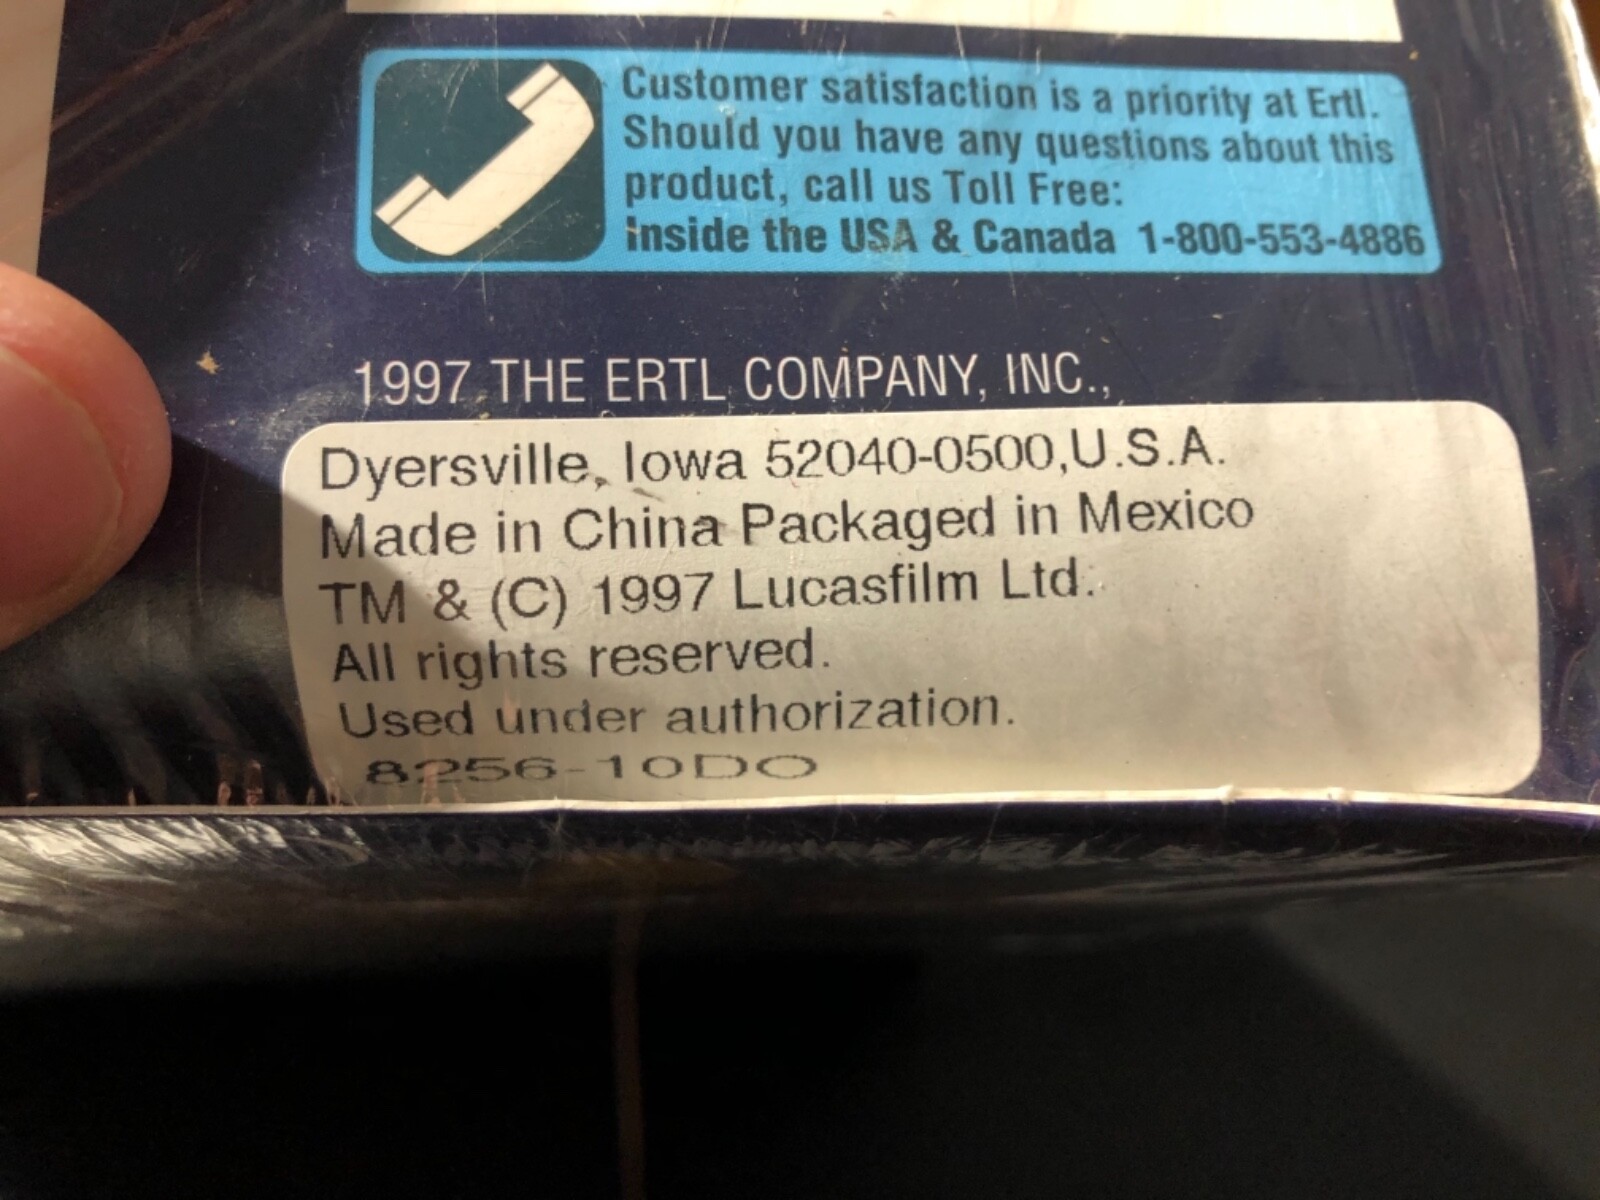 Customer satisfaction is a priority at Ertl.
Should you have any questions about this
product, call us Toll Free:
inside the USA & Canada 1-800-553-4886
1997 THE ERTL COMPANY, INC.,
Dyersville, Iowa 52040-0500,U.S.A.
Made in China Packaged in Mexico
TM & (C) 1997 Lucasfilm Ltd.
All rights reserved.
Used under authorization.
8256-10DO